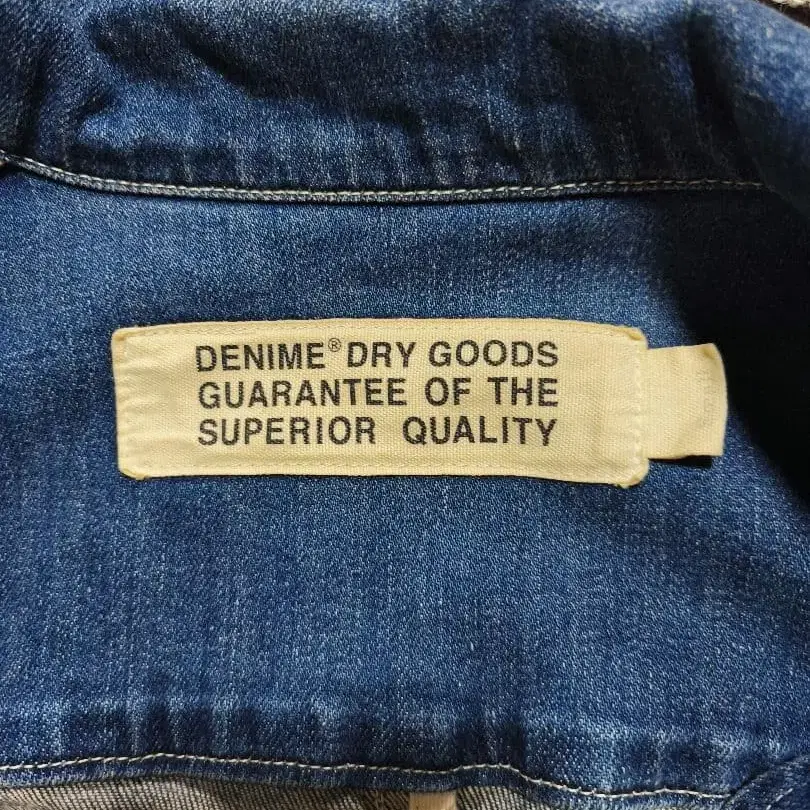 DENIME® DRY GOODS
GUARANTEE OF THE
SUPERIOR QUALITY